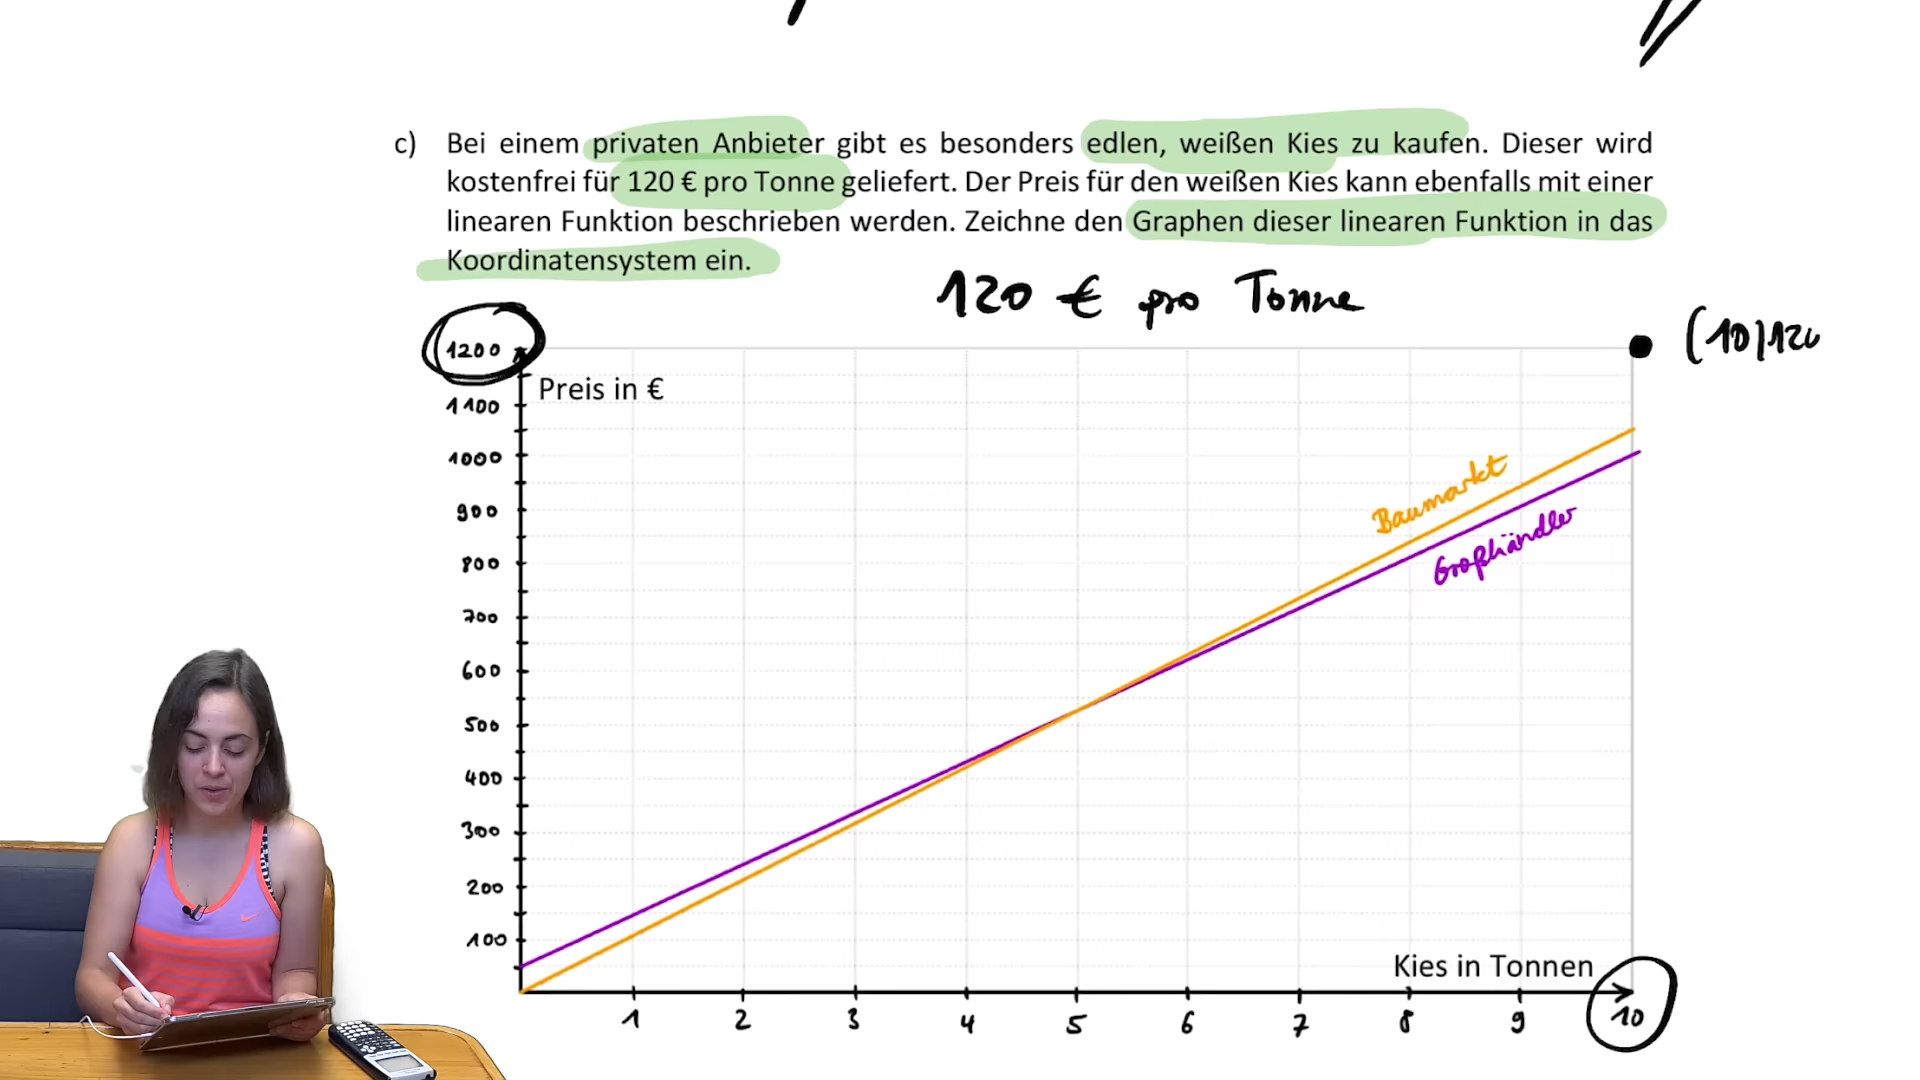 c) Bei einem privaten Anbieter gibt es besonders edlen, weißen Kies zu kaufen. Dieser wird
kostenfrei für 120 € pro Tonne geliefert. Der Preis für den weißen Kies kann ebenfalls mit einer
linearen Funktion beschrieben werden. Zeichne den Graphen dieser linearen Funktion in das
Koordinatensystem ein.
120 € pro Tonne
(10|120
1200
Preis in €
1100
1000
900
800
700
600
500
400
300
200
100
Baumarkt
Großhändler
Kies in Tonnen
1 2 3 4 5 6 7 8 9 10